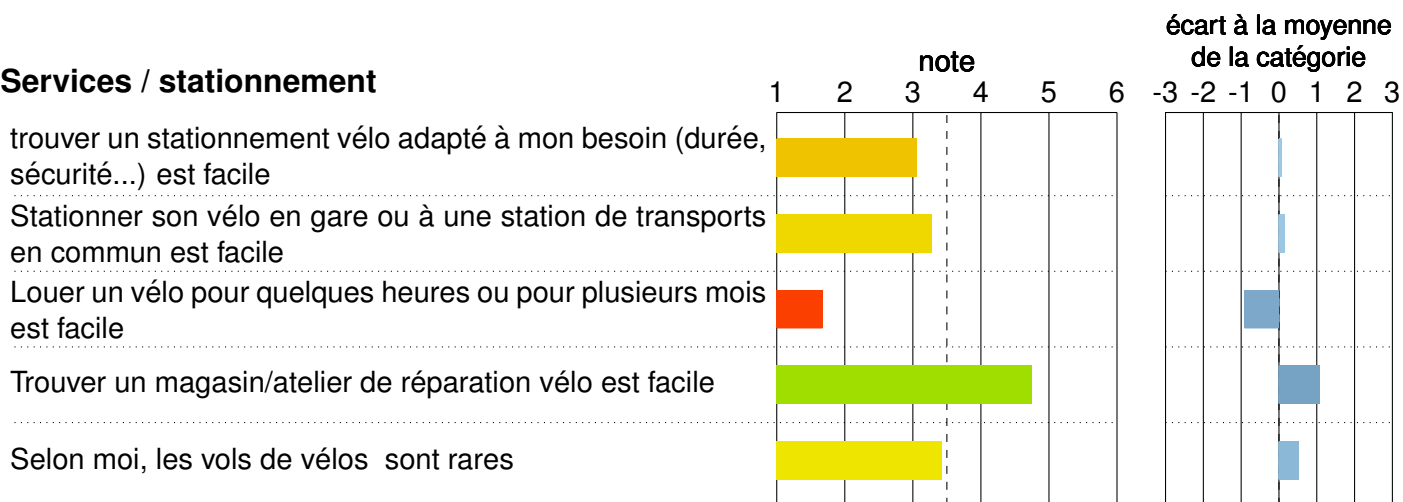 écart à la moyenne
note de la catégorie
Services / stationnement
1 2 3 4 5 6 -3 -2 -1 0 1 2 3
trouver un stationnement vélo adapté à mon besoin (durée,
sécurité...) est facile
Stationner son vélo en gare ou à une station de transports
en commun est facile
Louer un vélo pour quelques heures ou pour plusieurs mois
est facile
Trouver un magasin/atelier de réparation vélo est facile
Selon moi, les vols de vélos sont rares